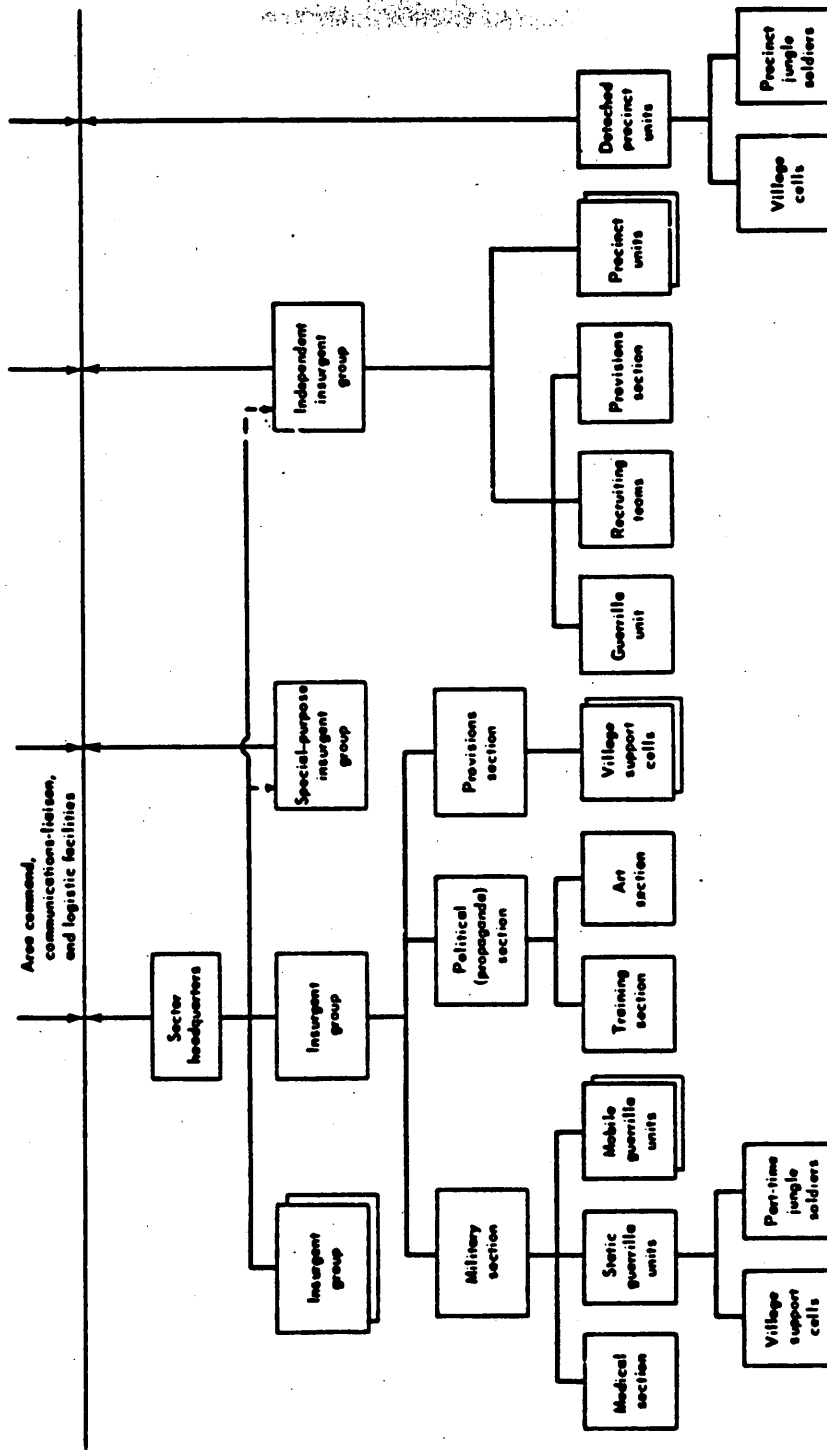 Area command,
communications-liaison,
and logistic facilities
Sector
headquarters
Insurgent
group
Insurgent
group
Special-purpose
insurgent
group
Independent
insurgent
group
Military
section
Political
(propaganda)
section
Provisions
section
Medical
section
Static
guerrilla
units
Mobile
guerrilla
units
Training
section
Art
section
Village
support
cells
Guerrilla
unit
Recruiting
teams
Provisions
section
Precinct
units
Detached
precinct
units
Village
support
cells
Part-time
jungle
soldiers
Village
cells
Precinct
jungle
soldiers